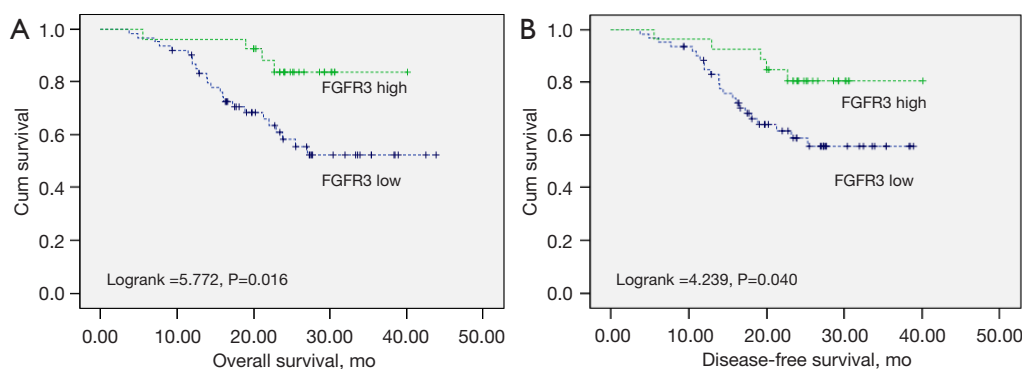 A
Cum survival
1.0
0.8
0.6
0.4
0.2
0.0
FGFR3 high
FGFR3 low
Logrank =5.772, P=0.016
0.00 10.00 20.00 30.00 40.00 50.00
Overall survival, mo
B
Cum survival
1.0
0.8
0.6
0.4
0.2
0.0
FGFR3 high
FGFR3 low
Logrank =4.239, P=0.040
0.00 10.00 20.00 30.00 40.00 50.00
Disease-free survival, mo